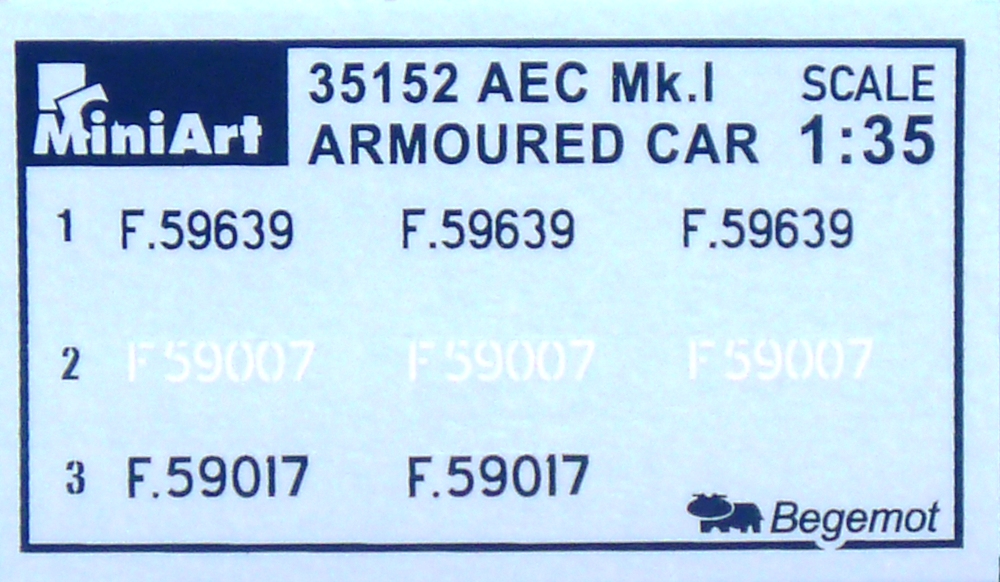 MiniArt
35152 AEC Mk.I SCALE
ARMOURED CAR 1:35
1 F.59639 F.59639 F.59639
2 F59007 F59007 F59007
3 F.59017 F.59017
Begemot